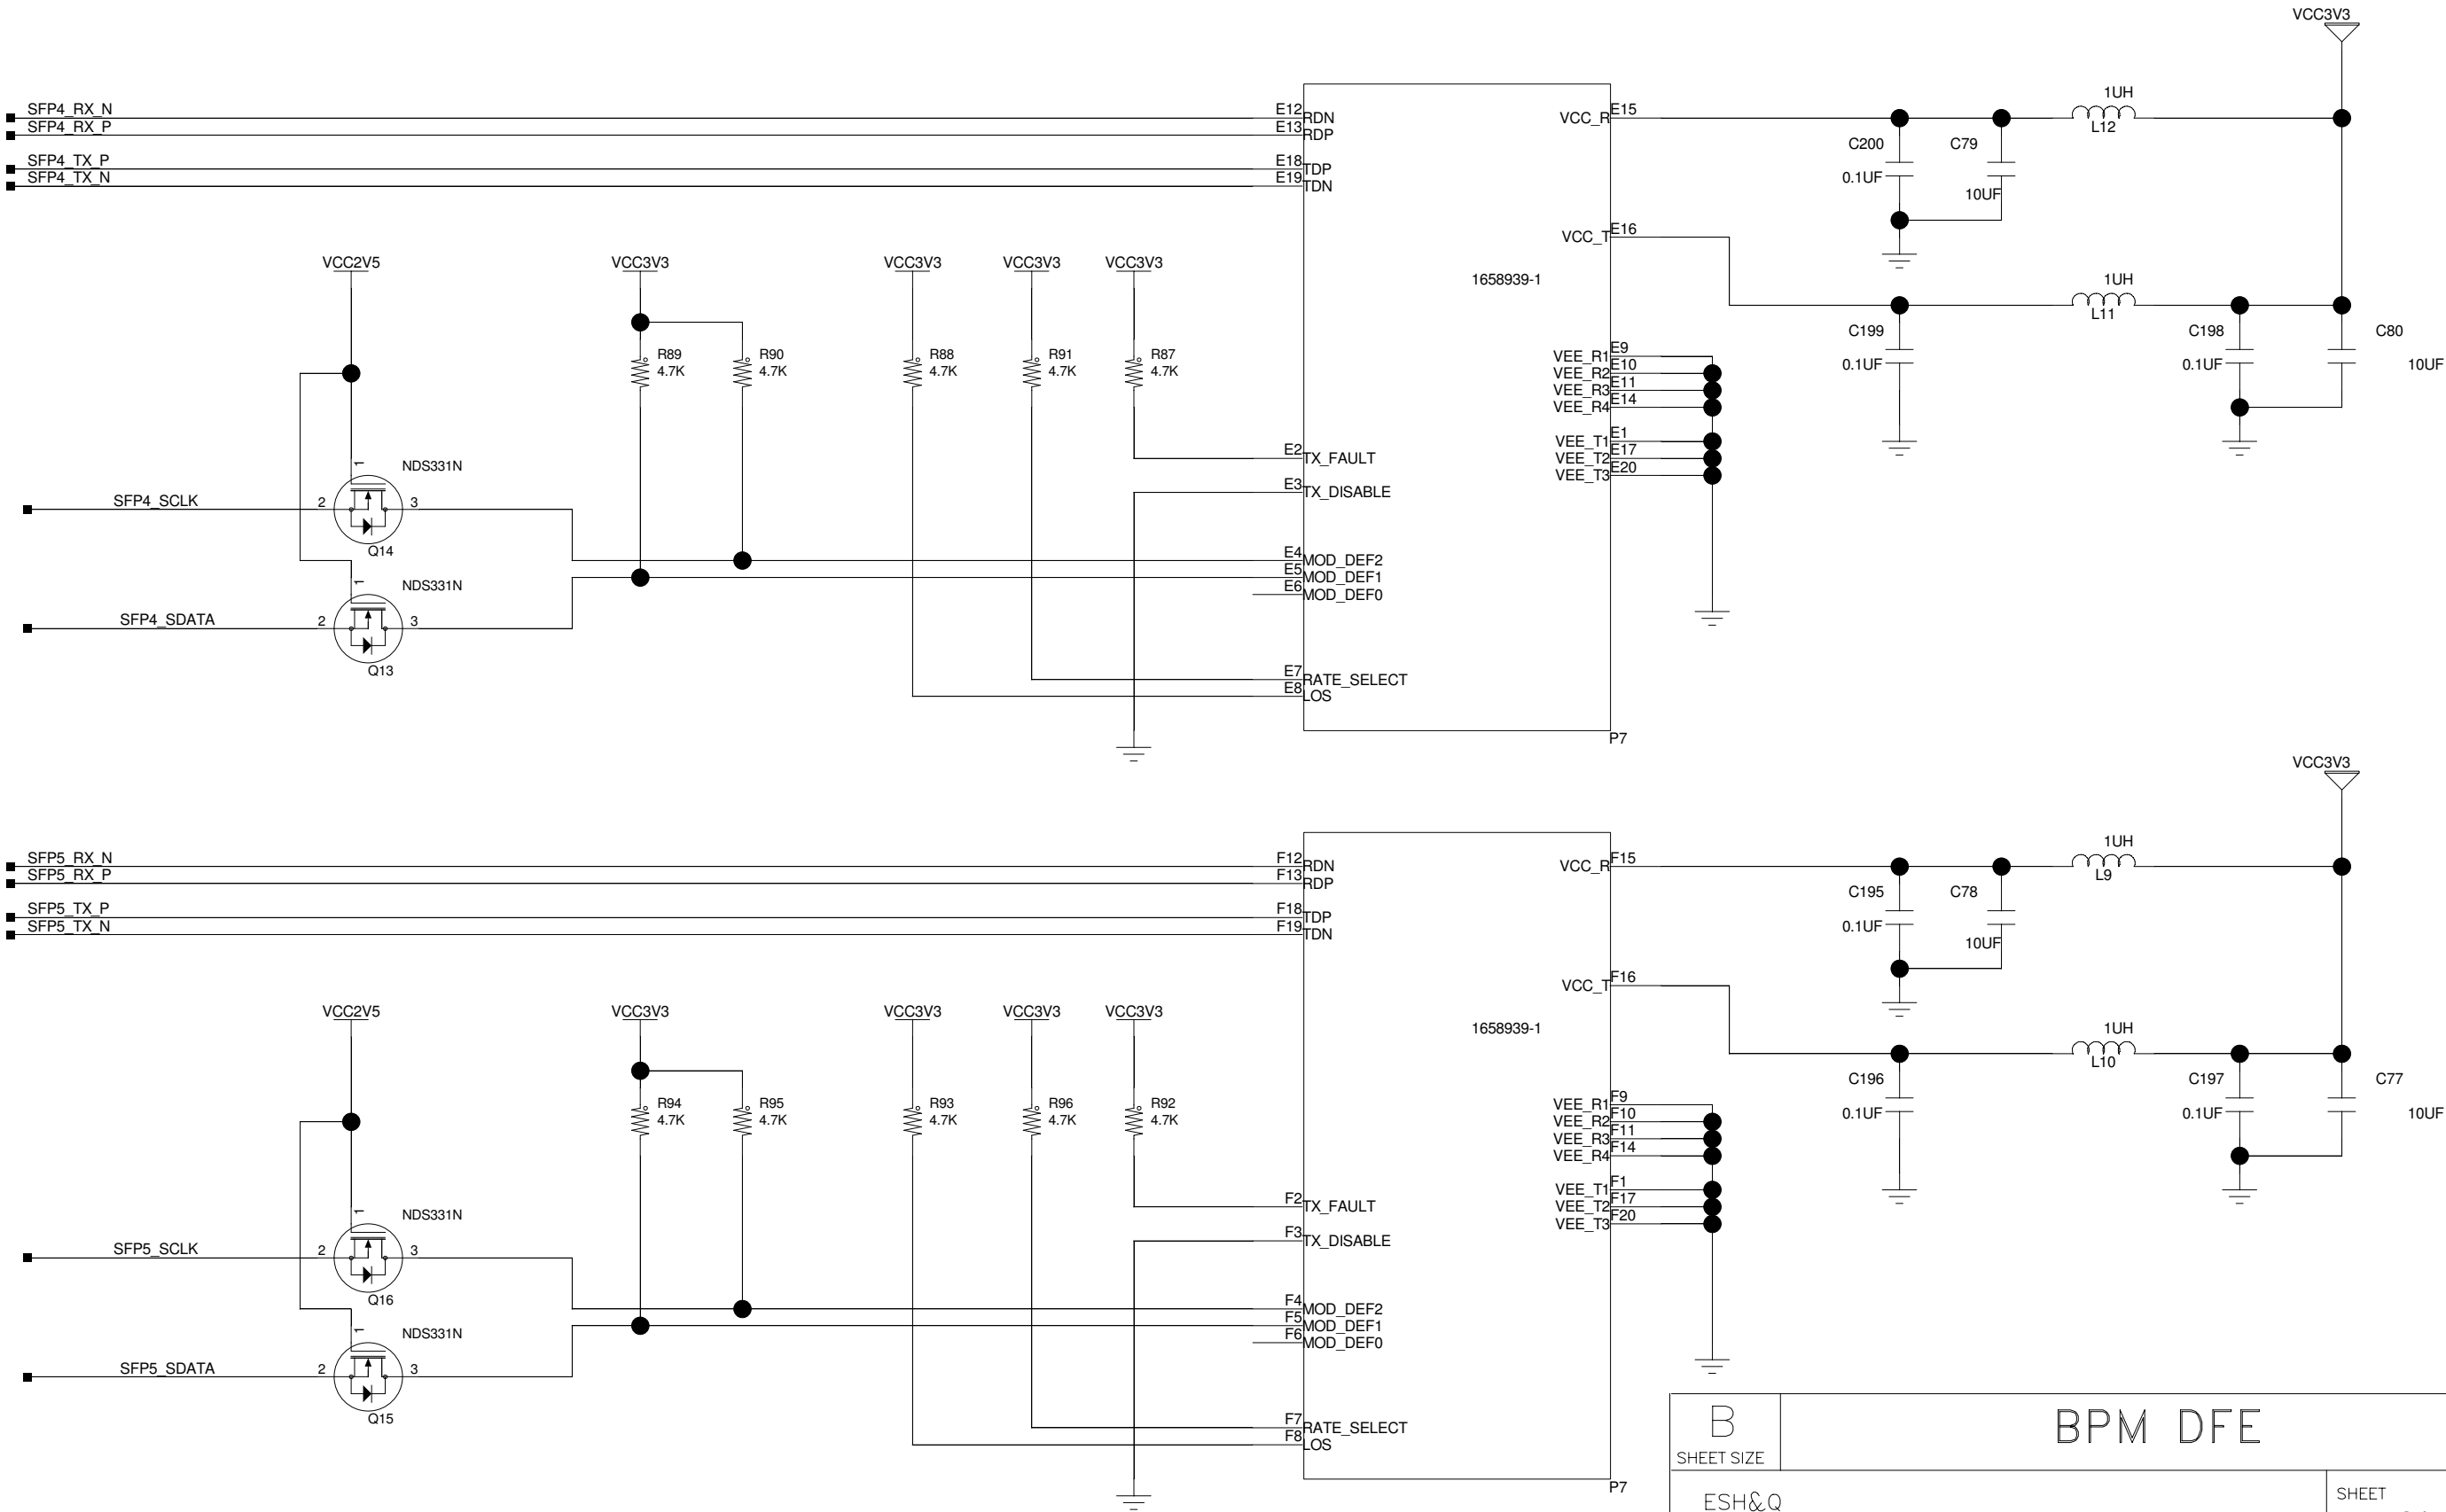 VCC3V3
1UH
SFP4_RX_N E12 RDN VCC_R E15
SFP4_RX_P E13 RDP L12
C200 C79
SFP4_TX_P E18 TDP
SFP4_TX_N E19 TDN 0.1UF
10UF
VCC_T E16
VCC2V5 VCC3V3 VCC3V3 VCC3V3 VCC3V3
1658939-1 1UH
L11
C199 C198 C80
R89 R90 R88 R91 R87 VEE_R1 E9
4.7K 4.7K 4.7K 4.7K 4.7K VEE_R2 E10 0.1UF 0.1UF 10UF
VEE_R3 E11
VEE_R4 E14
VEE_T1 E1
E2 TX_FAULT VEE_T2 E17
1 NDS331N VEE_T3 E20
E3 TX_DISABLE
SFP4_SCLK 2 3
Q14
E4 MOD_DEF2
1 NDS331N E5 MOD_DEF1
E6 MOD_DEF0
SFP4_SDATA 2 3
Q13
E7 RATE_SELECT
E8 LOS
P7
VCC3V3
1UH
SFP5_RX_N F12 RDN VCC_R F15
SFP5_RX_P F13 RDP L9
C195 C78
SFP5_TX_P F18 TDP
SFP5_TX_N F19 TDN 0.1UF
10UF
VCC_T F16
VCC2V5 VCC3V3 VCC3V3 VCC3V3 VCC3V3
1658939-1 1UH
L10
C196 C197 C77
R94 R95 R93 R96 R92 VEE_R1 F9
4.7K 4.7K 4.7K 4.7K 4.7K VEE_R2 F10 0.1UF 0.1UF 10UF
VEE_R3 F11
VEE_R4 F14
VEE_T1 F1
F2 TX_FAULT VEE_T2 F17
1 NDS331N VEE_T3 F20
F3 TX_DISABLE
SFP5_SCLK 2 3
Q16
F4 MOD_DEF2
1 NDS331N F5 MOD_DEF1
F6 MOD_DEF0
SFP5_SDATA 2 3
Q15
F7 RATE_SELECT
F8 LOS
P7
B BPM DFE
SHEET SIZE
ESH&Q SHEET